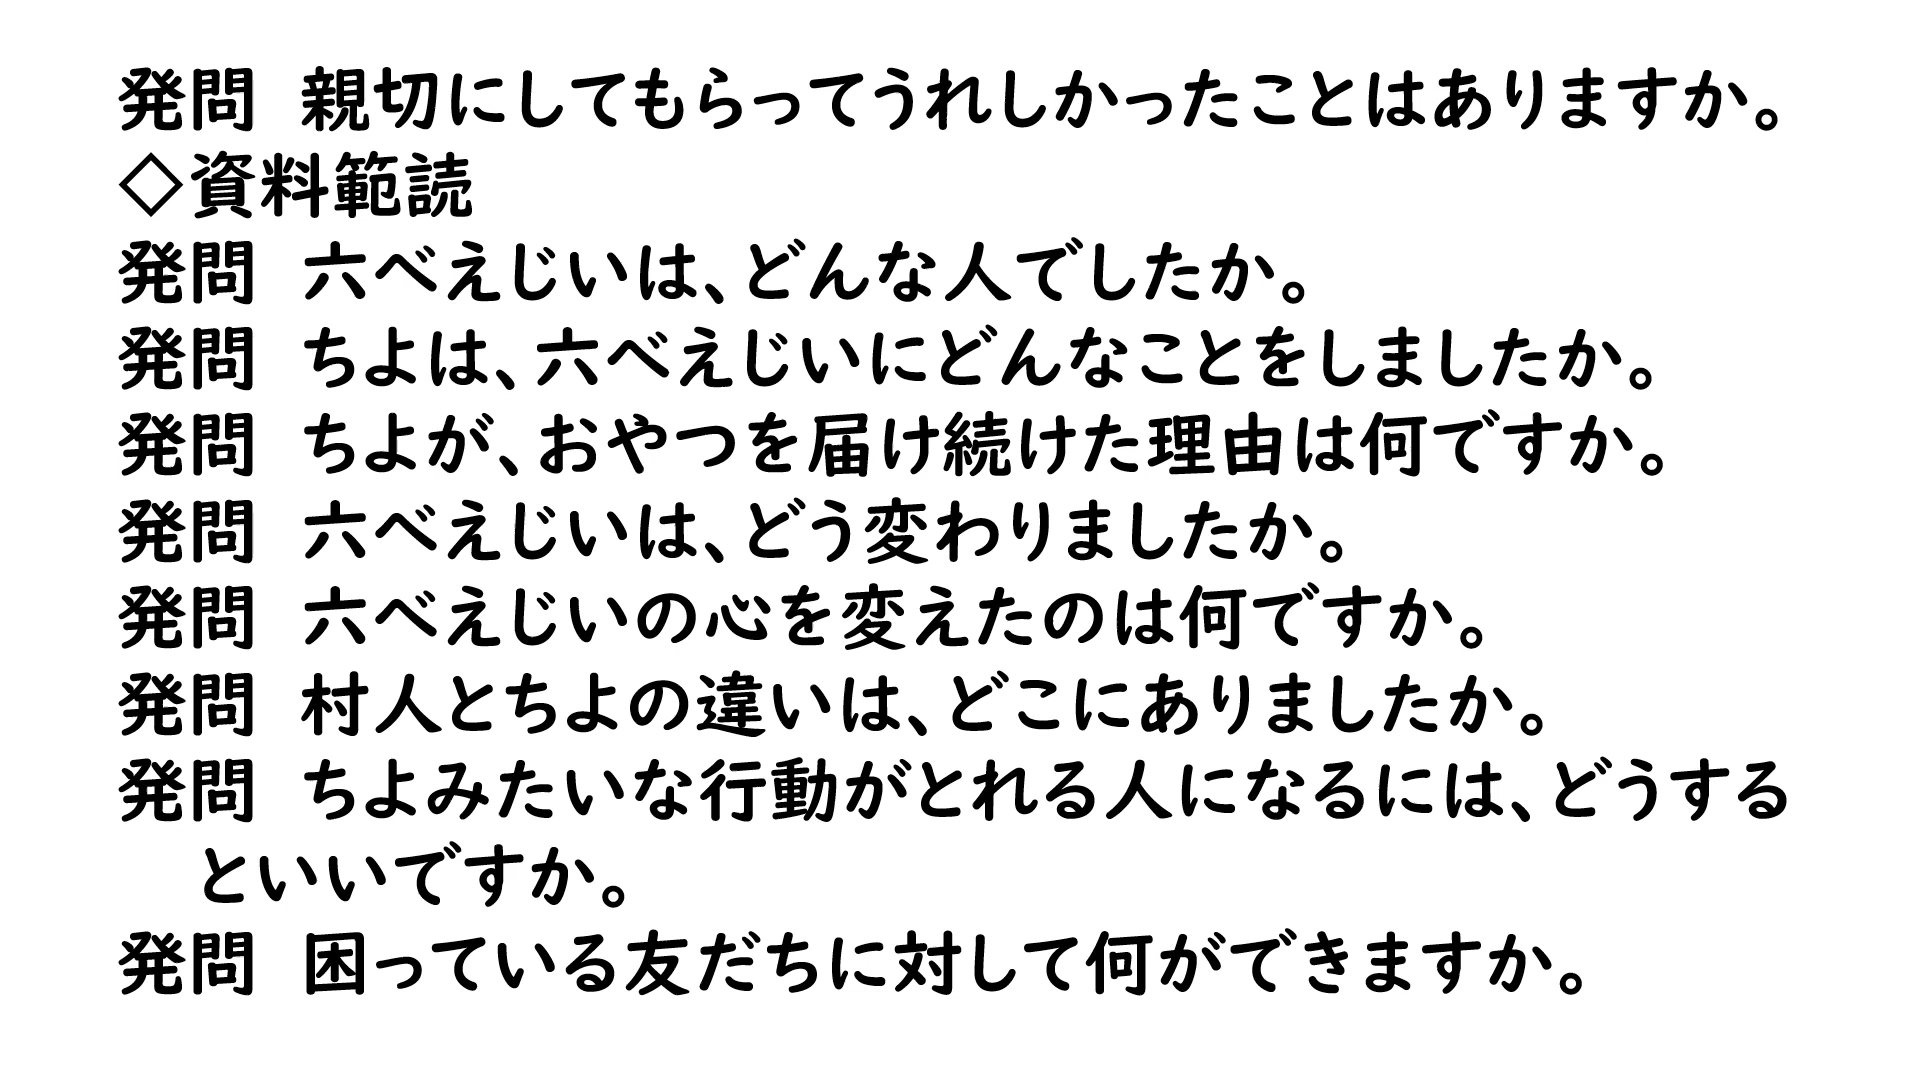 発問　親切にしてもらってうれしかったことはありますか。
◇資料範読
発問　六べえじいは、どんな人でしたか。
発問　ちよは、六べえじいにどんなことをしましたか。
発問　ちよが、おやつを届け続けた理由は何ですか。
発問　六べえじいは、どう変わりましたか。
発問　六べえじいの心を変えたのは何ですか。
発問　村人とちよの違いは、どこにありましたか。
発問　ちよみたいな行動がとれる人になるには、どうする
といいですか。
発問　困っている友だちに対して何ができますか。